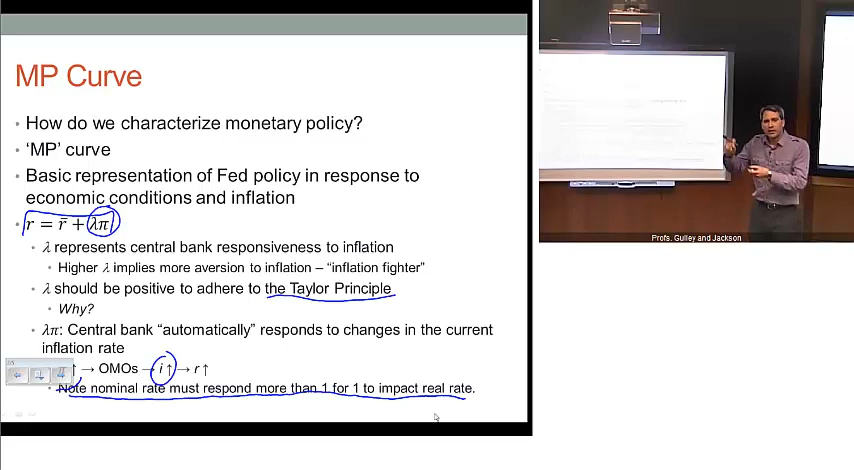 MP Curve
• How do we characterize monetary policy?
• 'MP' curve
• Basic representation of Fed policy in response to
economic conditions and inflation
• r = r̄ + λπ
• λ represents central bank responsiveness to inflation
• Higher λ implies more aversion to inflation – "inflation fighter"
• λ should be positive to adhere to the Taylor Principle
• Why?
• λπ: Central bank "automatically" responds to changes in the current
inflation rate
↑ → OMOs → i ↑ → r ↑
• Note nominal rate must respond more than 1 for 1 to impact real rate.
Profs. Gulley and Jackson